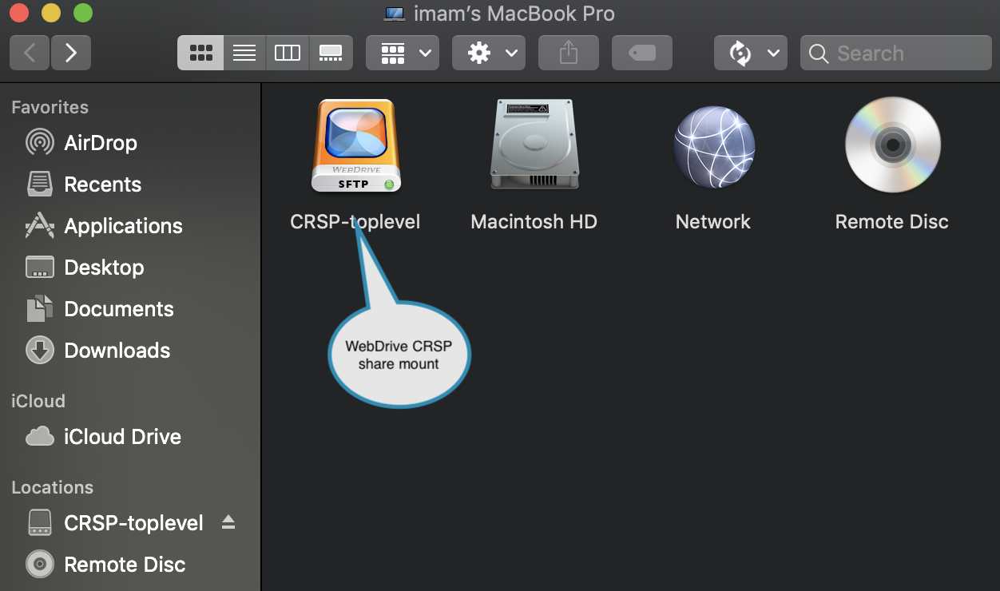 imam’s MacBook Pro
Search
Favorites
AirDrop
Recents
Applications
Desktop
Documents
Downloads
iCloud
iCloud Drive
Locations
CRSP-toplevel
Remote Disc
WEBDRIVE
SFTP
CRSP-toplevel
Macintosh HD
Network
Remote Disc
WebDrive CRSP
share mount